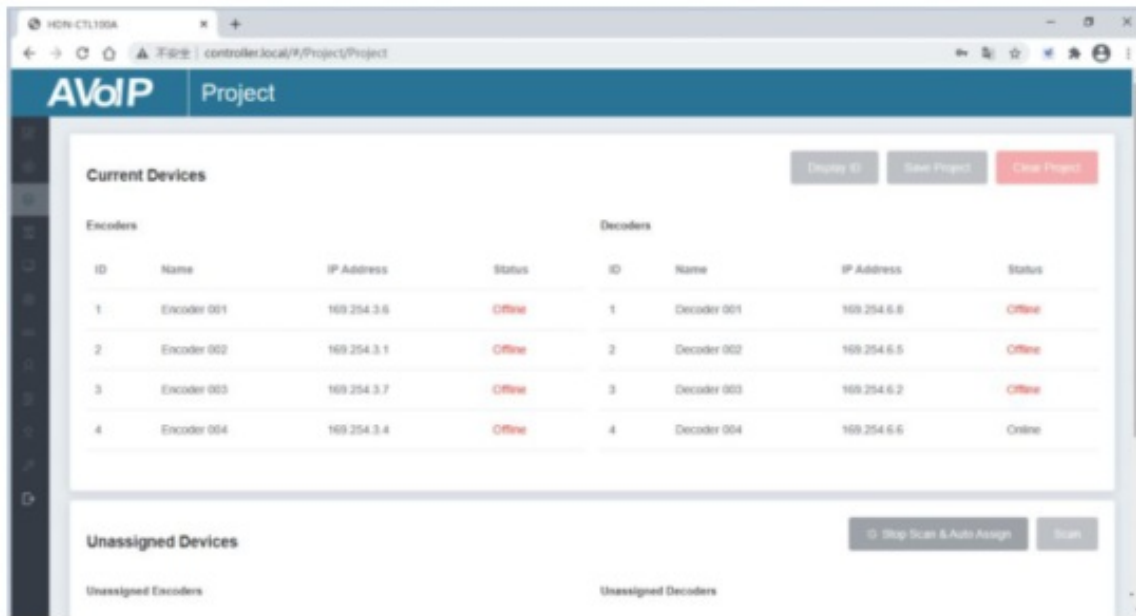 HDN-CTL100A
不安全 | controller.local/#/Project/Project
AVoIP Project
Current Devices
Display ID Save Project Clear Project
Encoders Decoders
ID Name IP Address Status ID Name IP Address Status
1 Encoder 001 169.254.3.6 Offline 1 Decoder 001 169.254.6.8 Offline
2 Encoder 002 169.254.3.1 Offline 2 Decoder 002 169.254.6.5 Offline
3 Encoder 003 169.254.3.7 Offline 3 Decoder 003 169.254.6.2 Offline
4 Encoder 004 169.254.3.4 Offline 4 Decoder 004 169.254.6.6 Online
Unassigned Devices
Stop Scan & Auto Assign Scan
Unassigned Encoders Unassigned Decoders